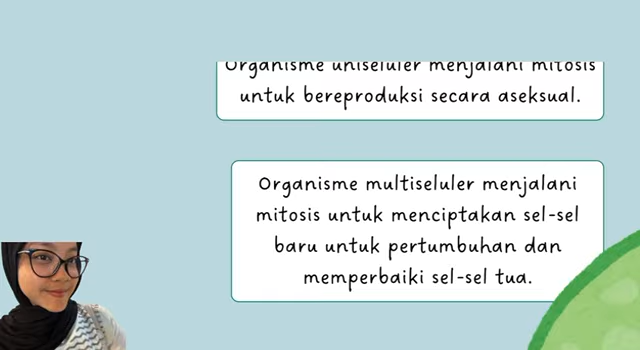 Organisme uniseluler menjalani mitosis
untuk bereproduksi secara aseksual.
Organisme multiseluler menjalani
mitosis untuk menciptakan sel-sel
baru untuk pertumbuhan dan
memperbaiki sel-sel tua.